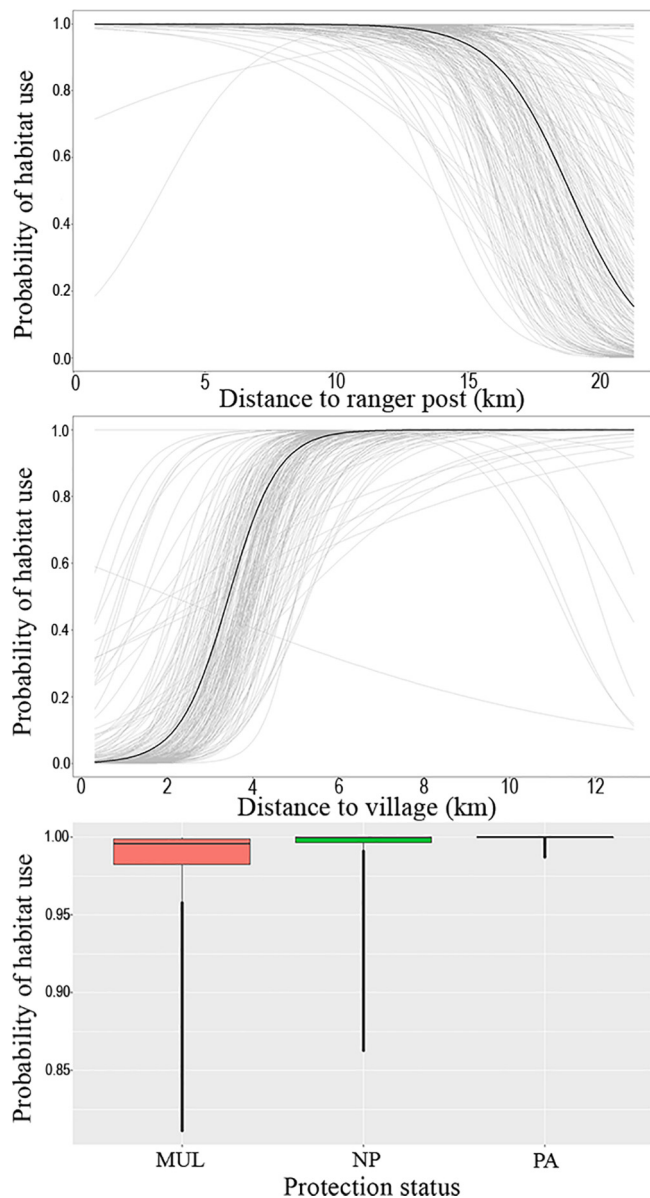 Probability of habitat use
1.0
0.8
0.6
0.4
0.2
0.0
0 5 10 15 20
Distance to ranger post (km)
Probability of habitat use
1.0
0.8
0.6
0.4
0.2
0.0
0 2 4 6 8 10 12
Distance to village (km)
Probability of habitat use
1.00
0.95
0.90
0.85
MUL NP PA
Protection status